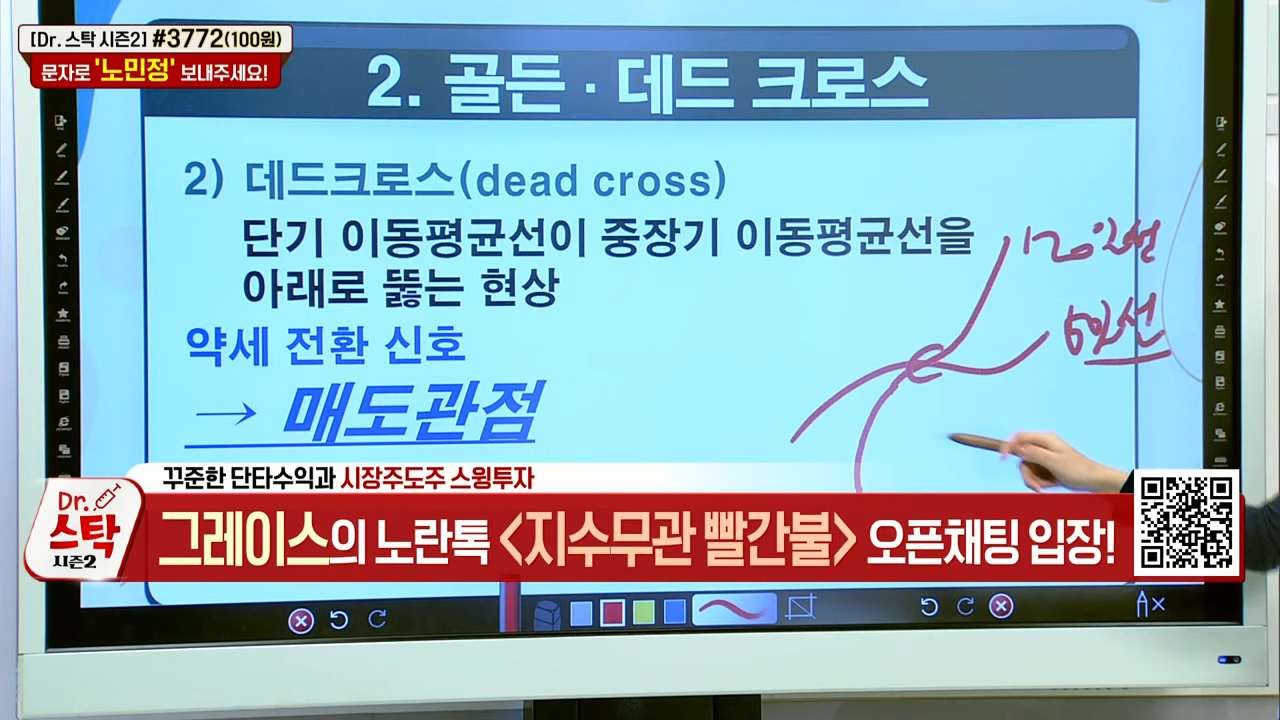 [Dr. 스탁 시즌2] #3772(100원)
문자로 '노민정' 보내주세요!
2. 골든 · 데드 크로스
2) 데드크로스(dead cross)
단기 이동평균선이 중장기 이동평균선을
아래로 뚫는 현상
약세 전환 신호
→ 매도관점
120일선
5일선
꾸준한 단타수익과 시장주도주 스윙투자
Dr.
스탁
시즌2
그레이스의 노란톡 <지수무관 빨간불> 오픈채팅 입장!